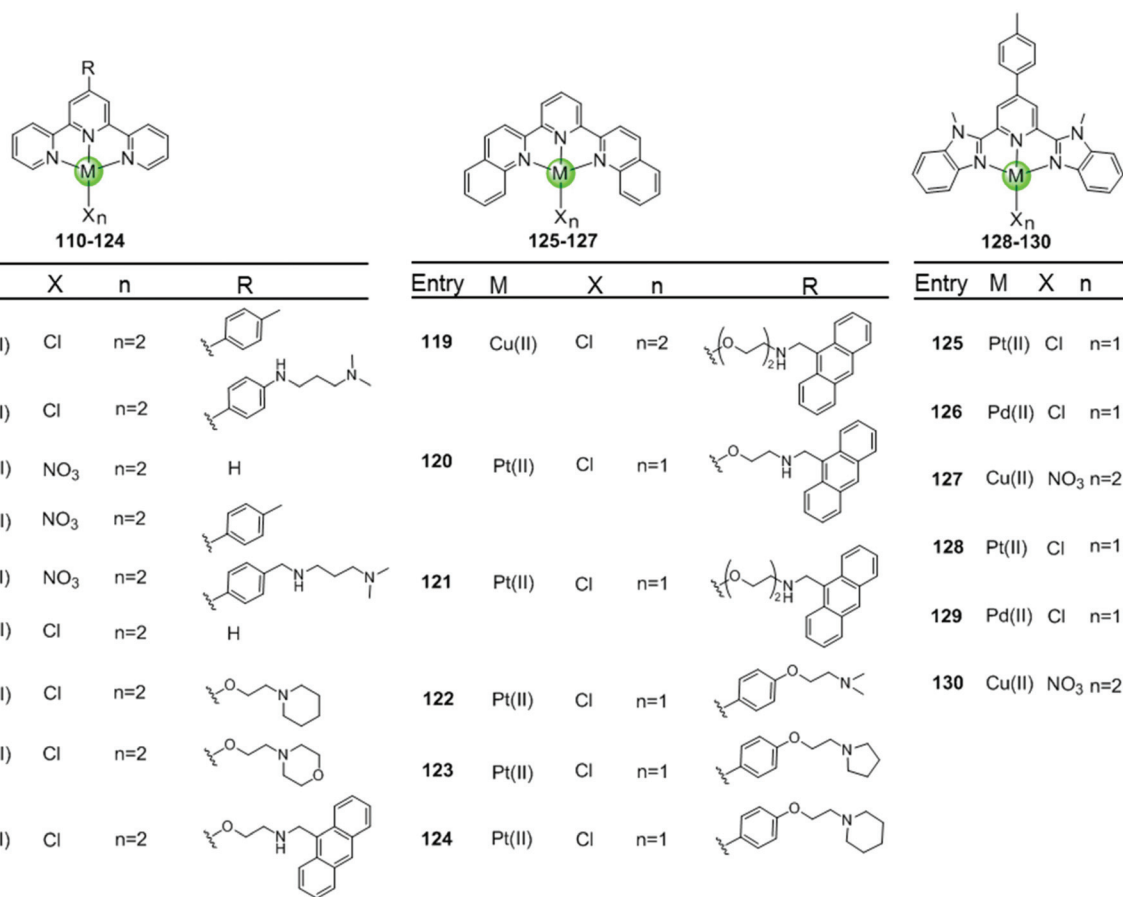 R
N
N
N
M
Xn
110-124
N
N
N
M
Xn
125-127
N
N
N
N
N
M
Xn
128-130
X n R
I) Cl n=2
I) Cl n=2 H N N
I) NO3 n=2 H
I) NO3 n=2
I) NO3 n=2 N H N
I) Cl n=2 H
I) Cl n=2 O N
I) Cl n=2 O N O
I) Cl n=2 O N H
Entry M X n R
119 Cu(II) Cl n=2 (O)2 N H
120 Pt(II) Cl n=1 O N H
121 Pt(II) Cl n=1 (O)2 N H
122 Pt(II) Cl n=1 O N
123 Pt(II) Cl n=1 O N
124 Pt(II) Cl n=1 O N
Entry M X n
125 Pt(II) Cl n=1
126 Pd(II) Cl n=1
127 Cu(II) NO3 n=2
128 Pt(II) Cl n=1
129 Pd(II) Cl n=1
130 Cu(II) NO3 n=2